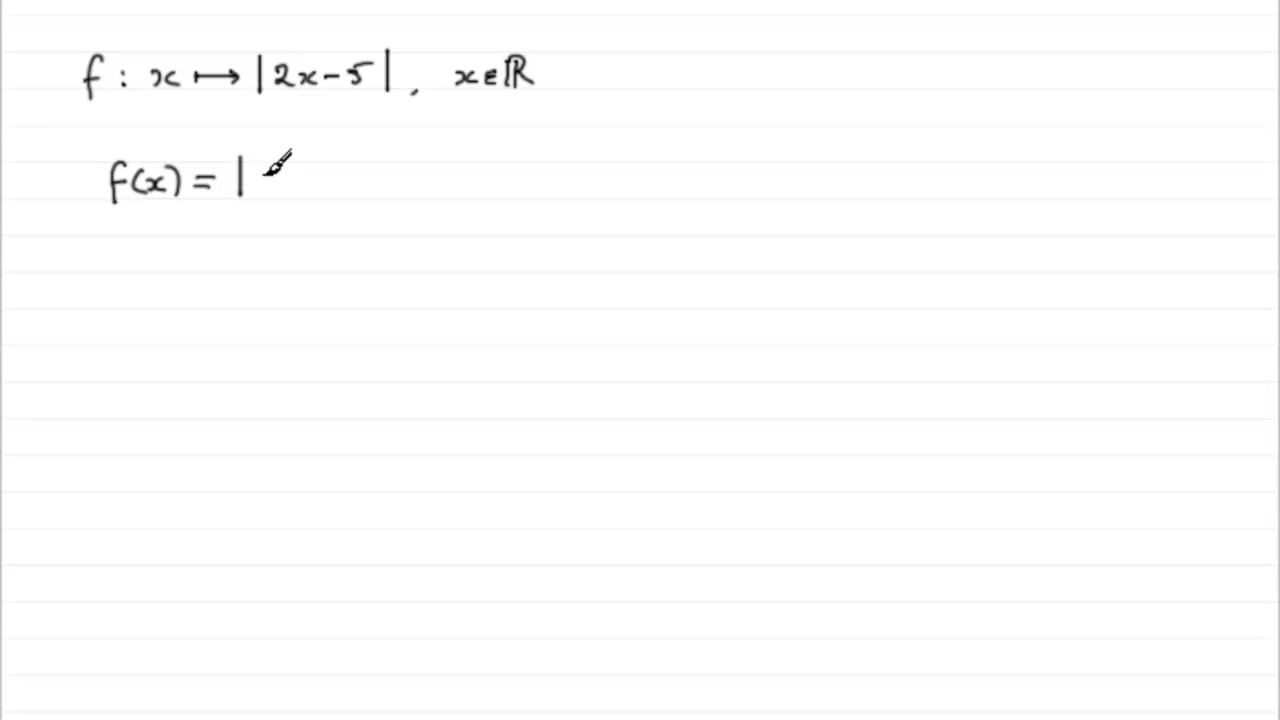 f : x ↦ |2x-5|, x∈ℝ
f(x) = |